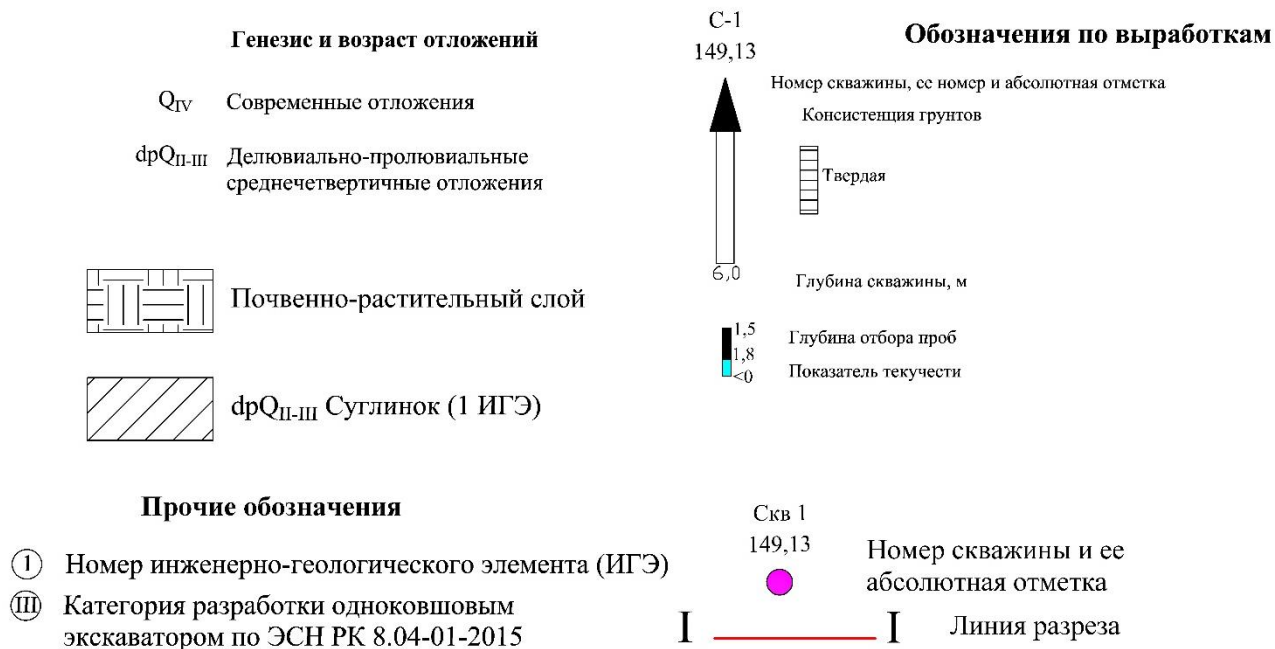 Генезис и возраст отложений
QIV Современные отложения
dpQII-III Делювиально-пролювиальные
среднечетвертичные отложения
Почвенно-растительный слой
dpQII-III Суглинок (1 ИГЭ)
С-1
149,13
Обозначения по выработкам
Номер скважины, ее номер и абсолютная отметка
Консистенция грунтов
Твердая
6,0
Глубина скважины, м
1,5
Глубина отбора проб
1,8
<0
Показатель текучести
Прочие обозначения
1 Номер инженерно-геологического элемента (ИГЭ)
III Категория разработки одноковшовым
экскаватором по ЭСН РК 8.04-01-2015
Скв 1
149,13
Номер скважины и ее
абсолютная отметка
I I Линия разреза